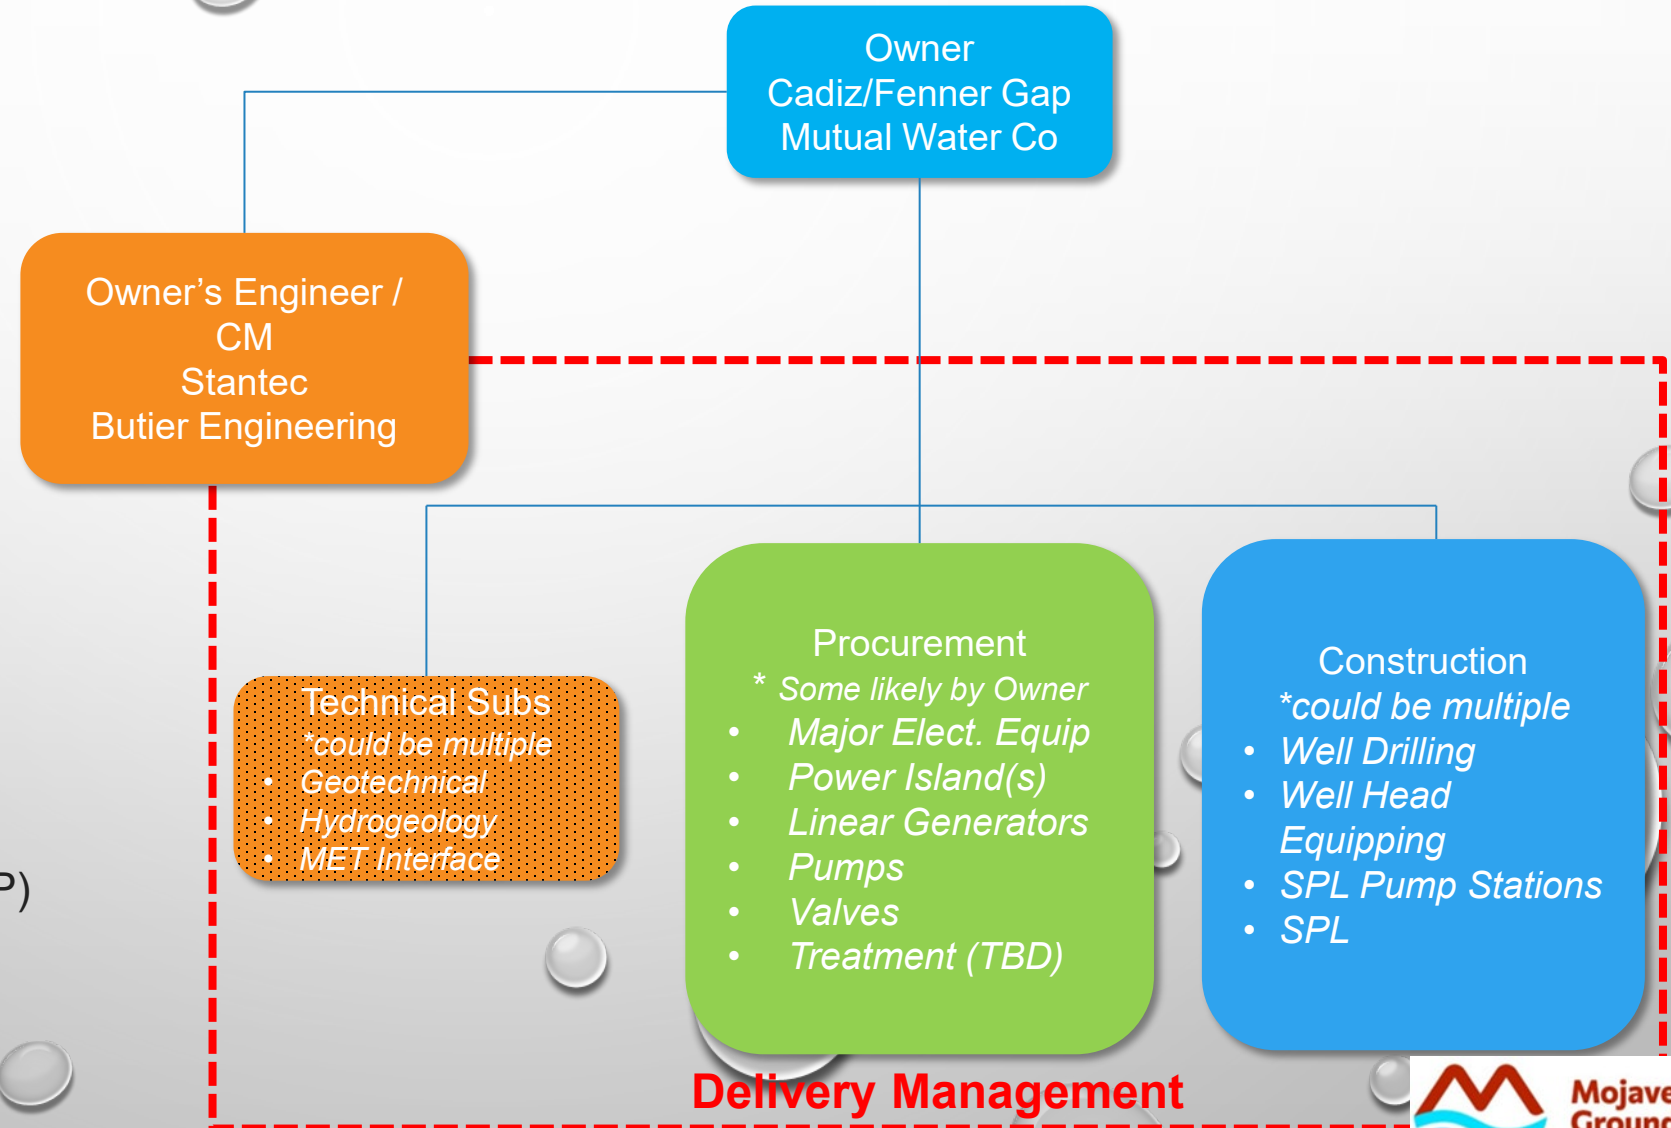 Owner
Cadiz/Fenner Gap
Mutual Water Co
Owner’s Engineer /
CM
Stantec
Butier Engineering
Technical Subs
*could be multiple
• Geotechnical
• Hydrogeology
• MET Interface
Procurement
* Some likely by Owner
• Major Elect. Equip
• Power Island(s)
• Linear Generators
• Pumps
• Valves
• Treatment (TBD)
Construction
*could be multiple
• Well Drilling
• Well Head
Equipping
• SPL Pump Stations
• SPL
P)
Delivery Management
Mojave
Ground